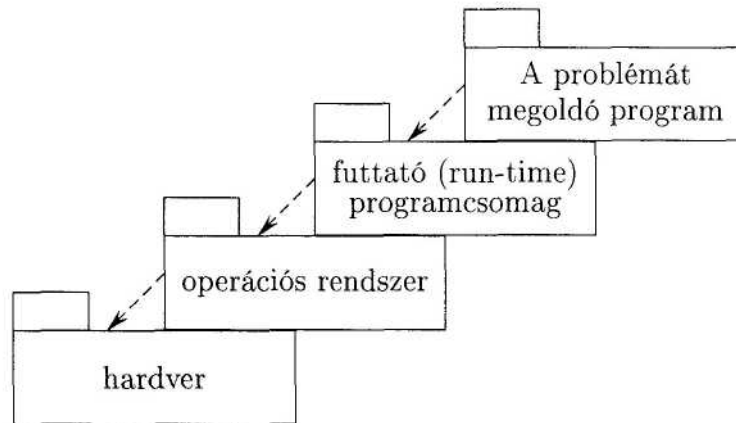 A problémát
megoldó program
futtató (run-time)
programcsomag
operációs rendszer
hardver